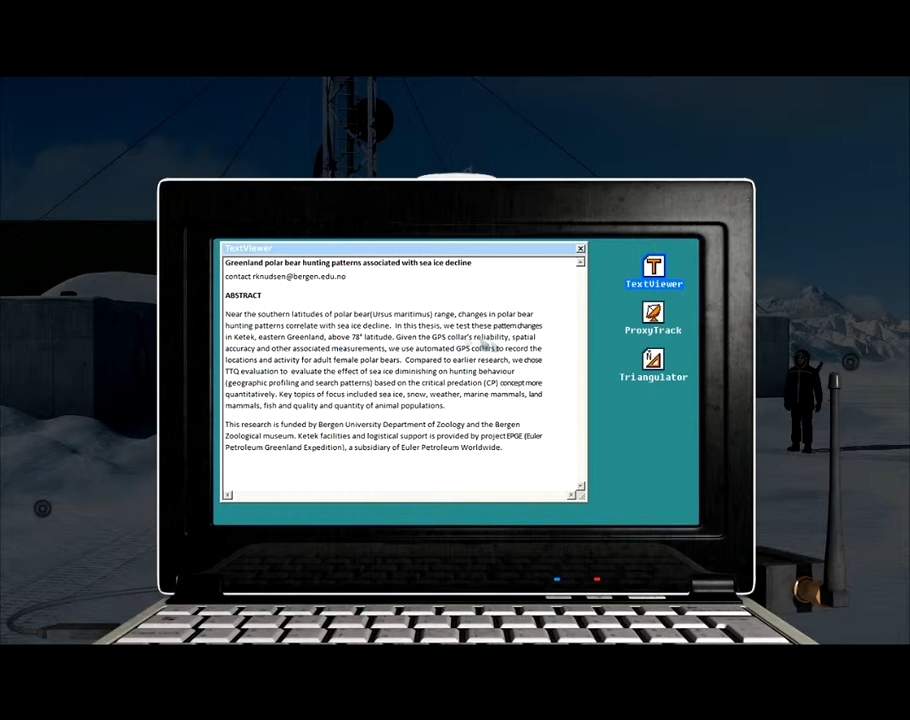 TextViewer
Greenland polar bear hunting patterns associated with sea ice decline
contact rknudsen@bergen.edu.no
ABSTRACT
Near the southern latitudes of polar bear(Ursus maritimus) range, changes in polar bear
hunting patterns correlate with sea ice decline. In this thesis, we test these pattern changes
in Ketek, eastern Greenland, above 78° latitude. Given the GPS collar's reliability, spatial
accuracy and other associated measurements, we use automated GPS collars to record the
locations and activity for adult female polar bears. Compared to earlier research, we chose
TTQ evaluation to evaluate the effect of sea ice diminishing on hunting behaviour
(geographic profiling and search patterns) based on the critical predation (CP) concept more
quantitatively. Key topics of focus included sea ice, snow, weather, marine mammals, land
mammals, fish and quality and quantity of animal populations.
This research is funded by Bergen University Department of Zoology and the Bergen
Zoological museum. Ketek facilities and logistical support is provided by project EPGE (Euler
Petroleum Greenland Expedition), a subsidiary of Euler Petroleum Worldwide.
T
TextViewer
ProxyTrack
N
Triangulator